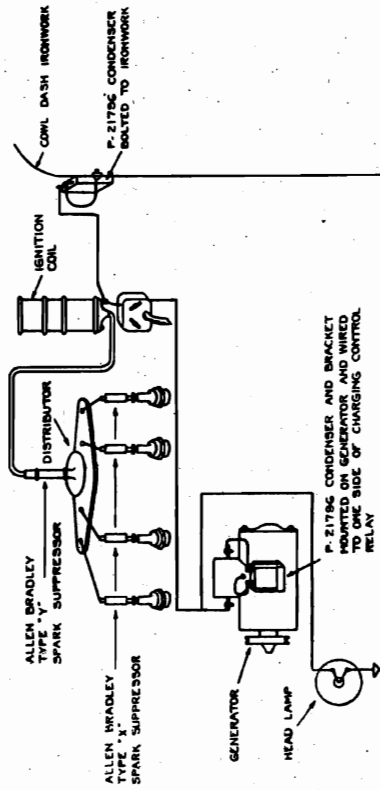 ALLEN BRADLEY
TYPE "Y"
SPARK SUPPRESSOR
DISTRIBUTOR
IGNITION
COIL
COWL DASH IRONWORK
P-21796 CONDENSER
BOLTED TO IRONWORK
ALLEN BRADLEY
TYPE "X"
SPARK SUPPRESSOR
GENERATOR
HEAD LAMP
P-21796 CONDENSER AND BRACKET
MOUNTED ON GENERATOR AND WIRED
TO ONE SIDE OF CHARGING CONTROL
RELAY